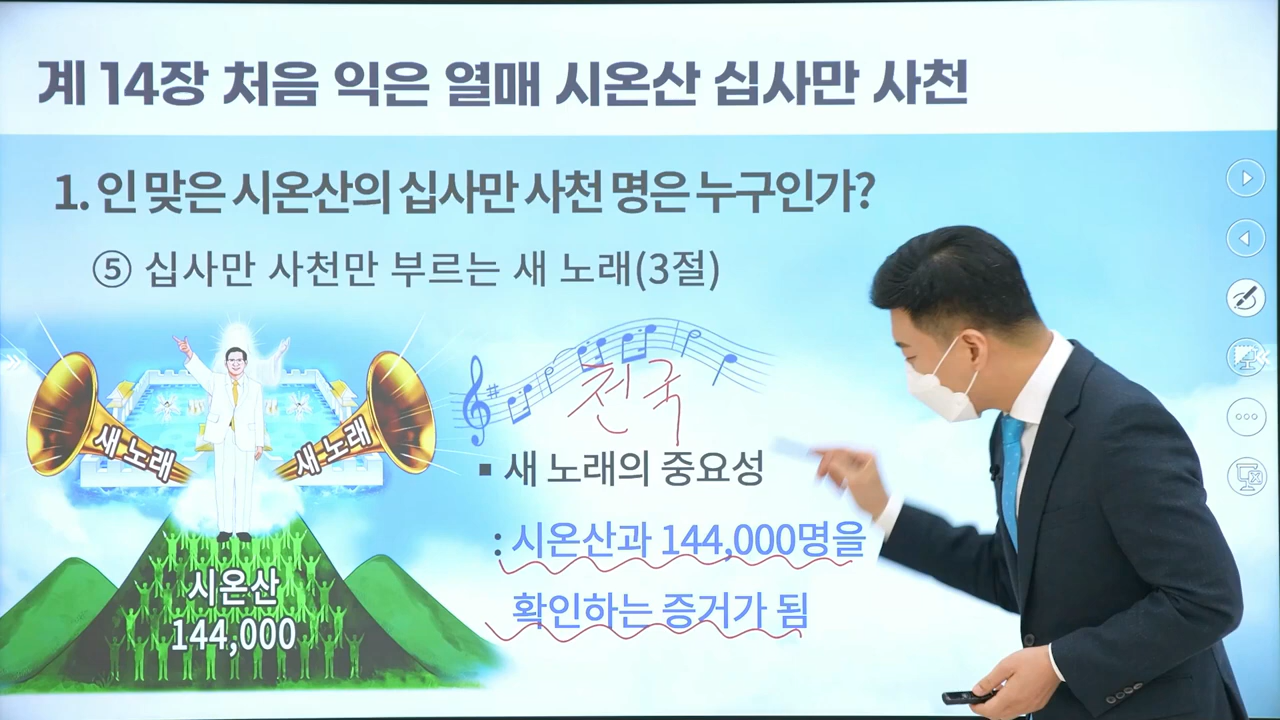 계 14장 처음 익은 열매 시온산 십사만 사천
1. 인 맞은 시온산의 십사만 사천 명은 누구인가?
⑤ 십사만 사천만 부르는 새 노래(3절)
새 노래
새 노래
시온산
144,000
천국
▪ 새 노래의 중요성
: 시온산과 144,000명을
확인하는 증거가 됨